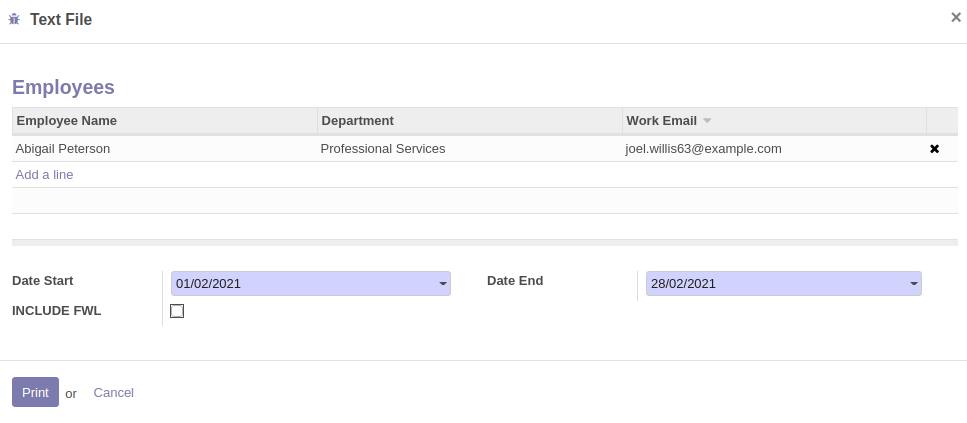 Text File ×
Employees
Employee Name Department Work Email
Abigail Peterson Professional Services joel.willis63@example.com ✖
Add a line
Date Start 01/02/2021 Date End 28/02/2021
INCLUDE FWL
Print or Cancel